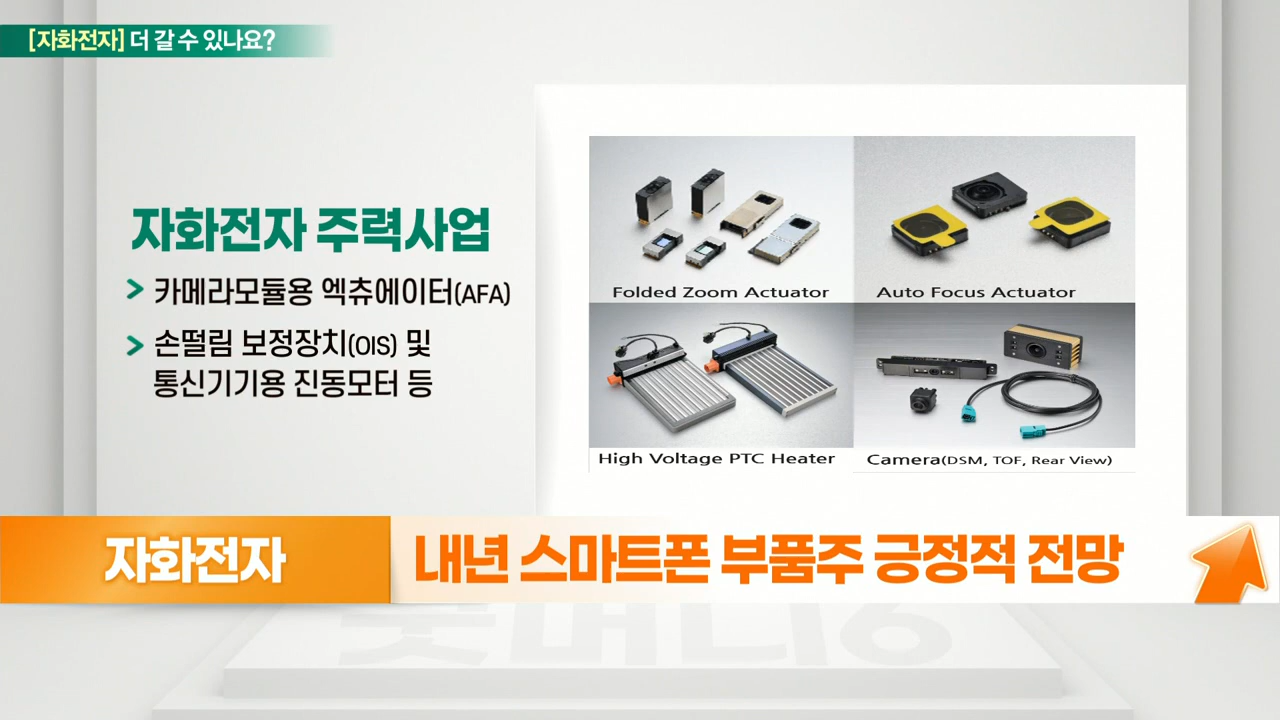 [자화전자] 더 갈 수 있나요?
자화전자 주력사업
카메라모듈용 엑츄에이터(AFA)
손떨림 보정장치(OIS) 및
통신기기용 진동모터 등
Folded Zoom Actuator
Auto Focus Actuator
High Voltage PTC Heater
Camera(DSM, TOF, Rear View)
자화전자
내년 스마트폰 부품주 긍정적 전망